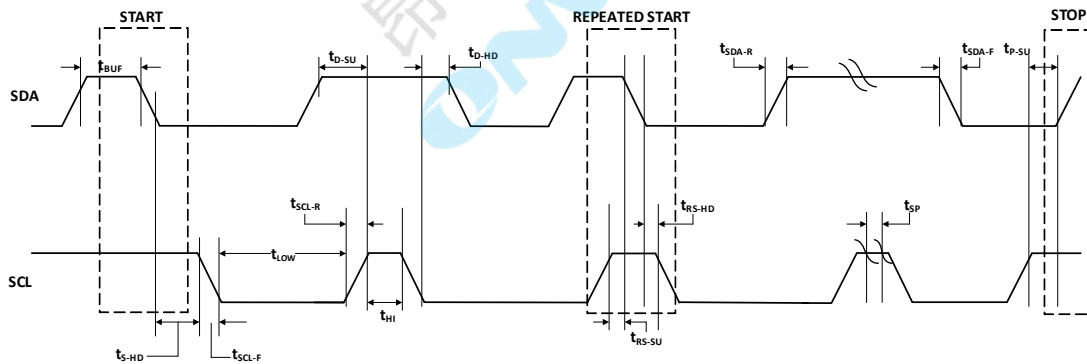 START
REPEATED START
STOP
昂
tBUF
tD-SU
tD-HD
tSDA-R
tSDA-F
tP-SU
SDA
tSCL-R
tRS-HD
tSP
tLOW
SCL
tHI
tS-HD
tSCL-F
tRS-SU